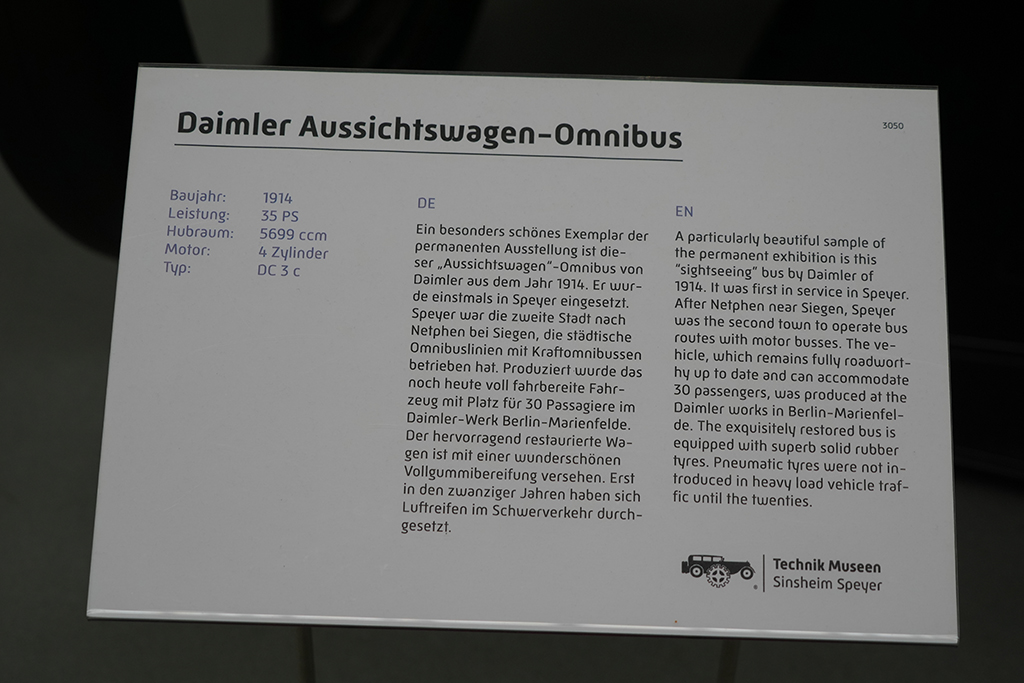 Daimler Aussichtswagen-Omnibus
3050
Baujahr: 1914
Leistung: 35 PS
Hubraum: 5699 ccm
Motor: 4 Zylinder
Typ: DC 3 c
DE
Ein besonders schönes Exemplar der
permanenten Ausstellung ist die-
ser „Aussichtswagen"-Omnibus von
Daimler aus dem Jahr 1914. Er wur-
de einstmals in Speyer eingesetzt.
Speyer war die zweite Stadt nach
Netphen bei Siegen, die städtische
Omnibuslinien mit Kraftomnibussen
betrieben hat. Produziert wurde das
noch heute voll fahrbereite Fahr-
zeug mit Platz für 30 Passagiere im
Daimler-Werk Berlin-Marienfelde.
Der hervorragend restaurierte Wa-
gen ist mit einer wunderschönen
Vollgummibereifung versehen. Erst
in den zwanziger Jahren haben sich
Luftreifen im Schwerverkehr durch-
gesetzt.
EN
A particularly beautiful sample of
the permanent exhibition is this
"sightseeing" bus by Daimler of
1914. It was first in service in Speyer.
After Netphen near Siegen, Speyer
was the second town to operate bus
routes with motor busses. The ve-
hicle, which remains fully roadwort-
hy up to date and can accommodate
30 passengers, was produced at the
Daimler works in Berlin-Marienfel-
de. The exquisitely restored bus is
equipped with superb solid rubber
tyres. Pneumatic tyres were not in-
troduced in heavy load vehicle traf-
fic until the twenties.
Technik Museen
Sinsheim Speyer